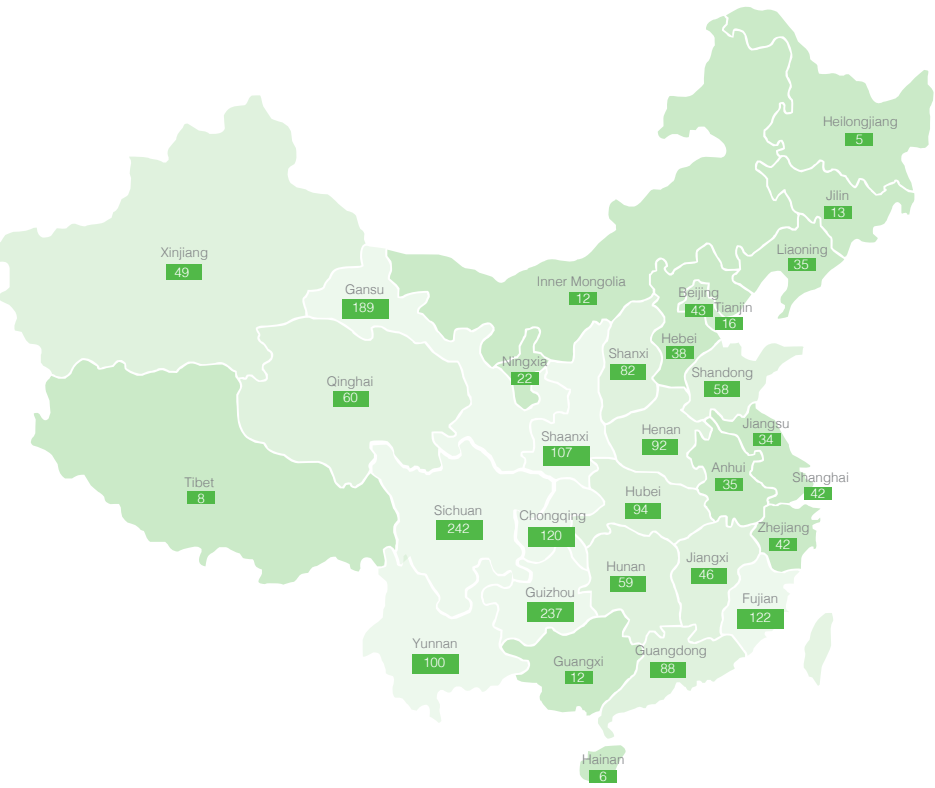 Heilongjiang
5
Jilin
13
Liaoning
35
Xinjiang
49
Gansu
189
Inner Mongolia
12
Beijing
43
Tianjin
16
Hebei
38
Shanxi
82
Ningxia
22
Shandong
58
Qinghai
60
Jiangsu
34
Henan
92
Shaanxi
107
Anhui
35
Shanghai
42
Tibet
8
Hubei
94
Sichuan
242
Chongqing
120
Zhejiang
42
Jiangxi
46
Hunan
59
Guizhou
237
Fujian
122
Yunnan
100
Guangdong
88
Guangxi
12
Hainan
6